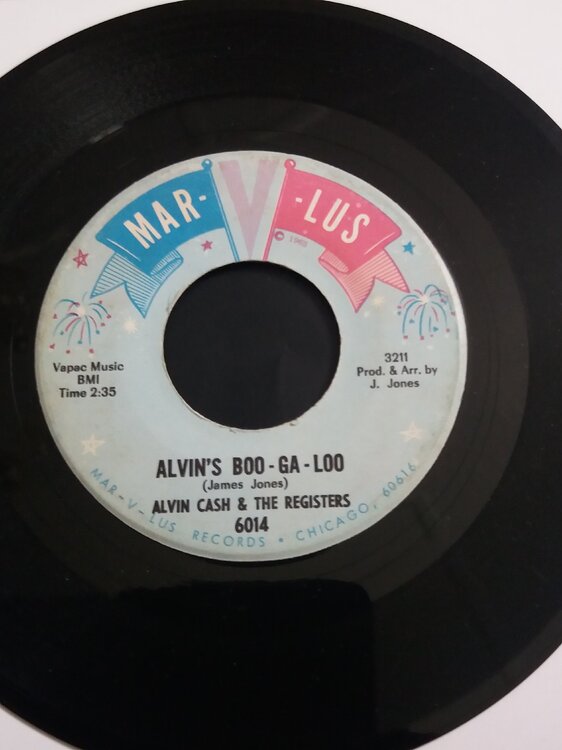 MAR-V-LUS
Vapac Music
BMI
Time 2:35
3211
Prod. & Arr. by
J. Jones
ALVIN'S BOO-GA-LOO
(James Jones)
ALVIN CASH & THE REGISTERS
6014
MAR-V-LUS RECORDS • CHICAGO, 60616